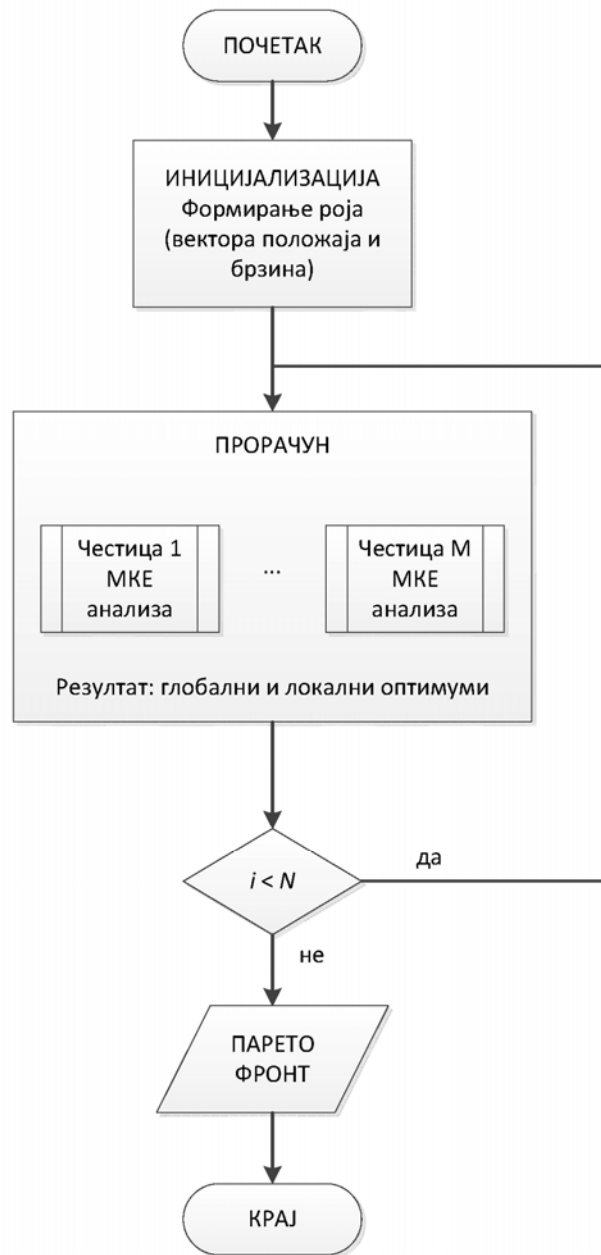 ПОЧЕТАК
ИНИЦИЈАЛИЗАЦИЈА
Формирање роја
(вектора положаја и
брзина)
ПРОРАЧУН
Честица 1
МКЕ
анализа
...
Честица М
МКЕ
анализа
Резултат: глобални и локални оптимуми
i < N
да
не
ПАРЕТО
ФРОНТ
КРАЈ